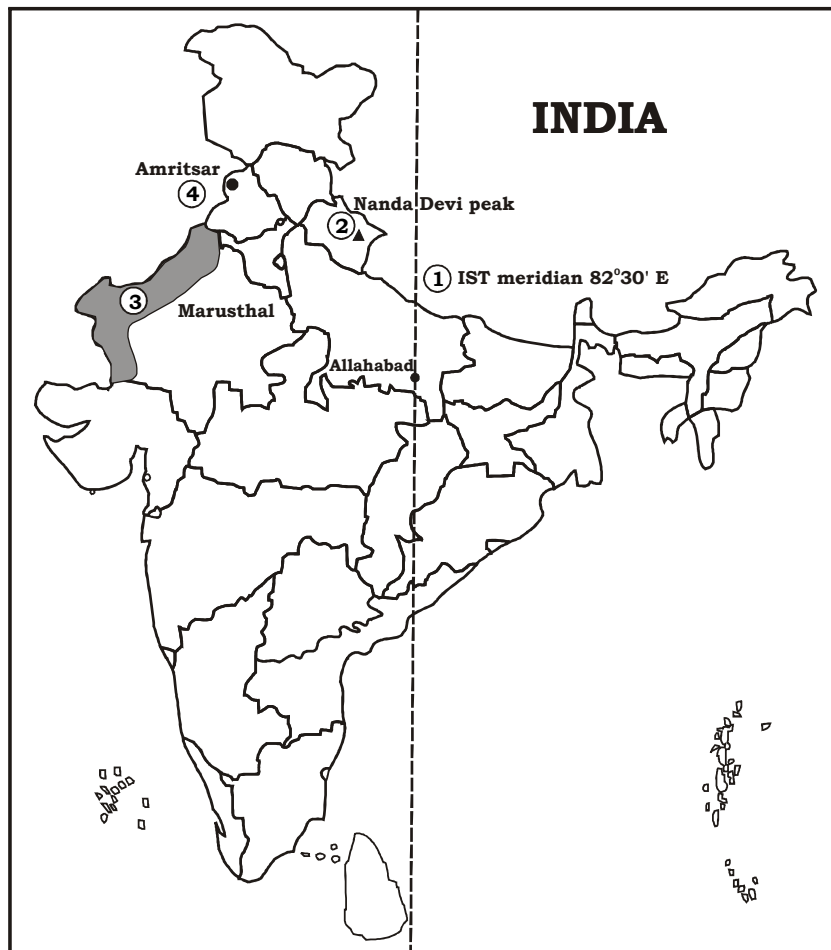 INDIA
Amritsar
4
Nanda Devi peak
2
1 IST meridian 82°30' E
3
Marusthal
Allahabad